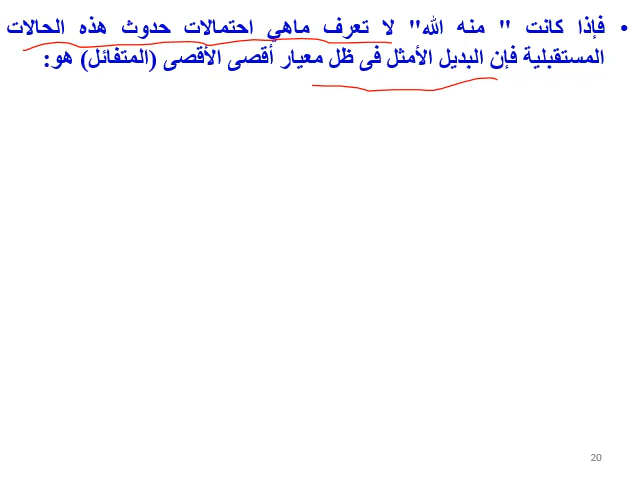 • فإذا كانت " منه الله" لا تعرف ماهي احتمالات حدوث هذه الحالات
المستقبلية فإن البديل الأمثل فى ظل معيار أقصى الأقصى (المتفائل) هو:
20